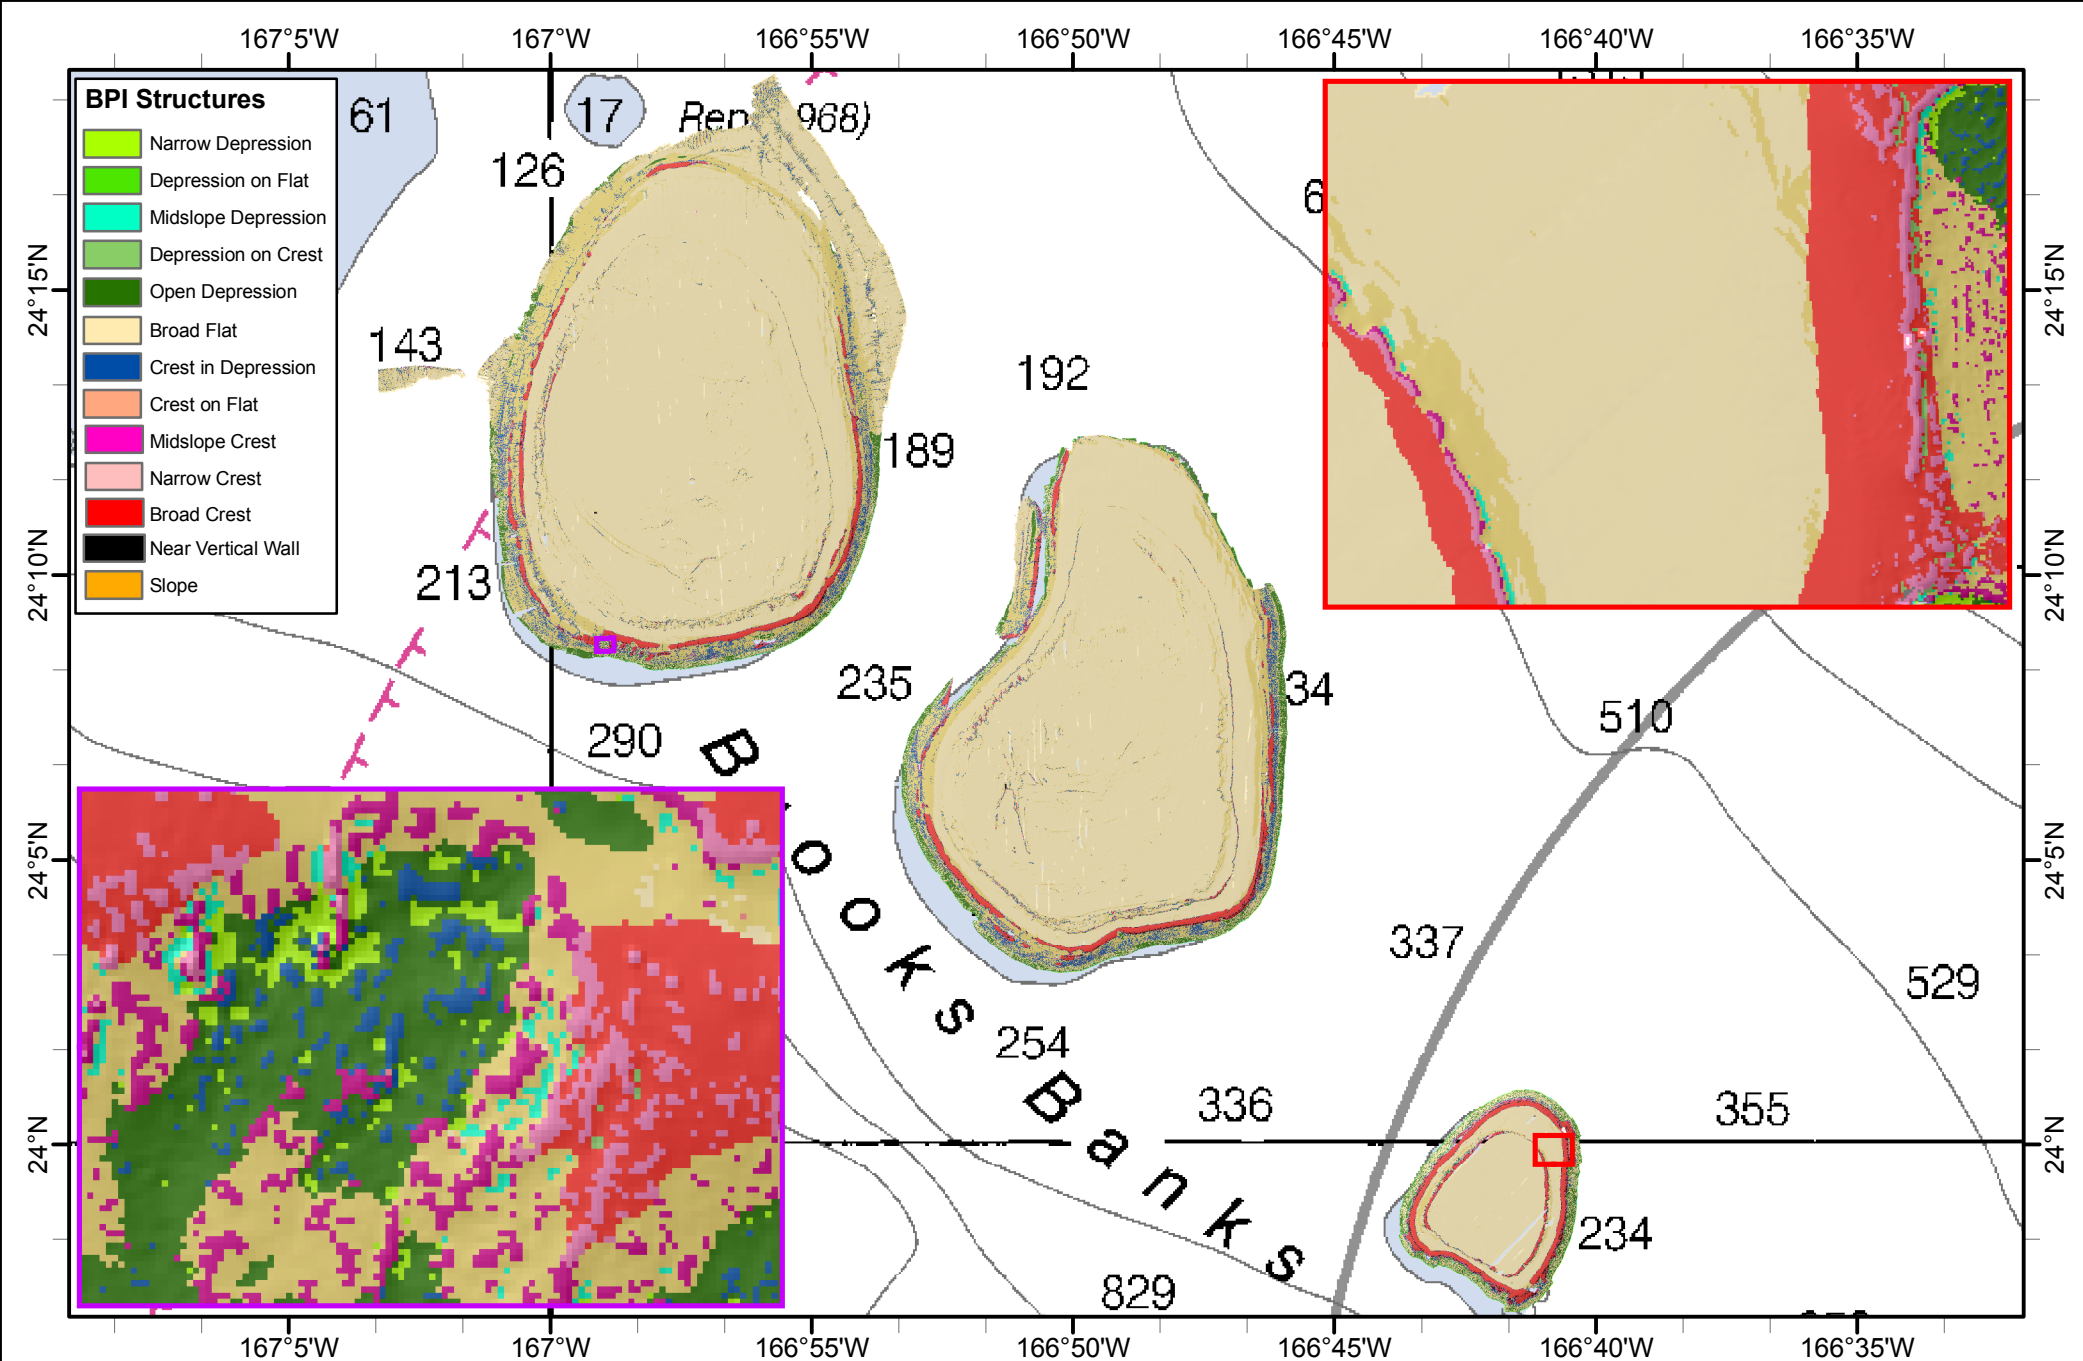 167°5'W 167°W 166°55'W 166°50'W 166°45'W 166°40'W 166°35'W
BPI Structures
Narrow Depression
Depression on Flat
Midslope Depression
Depression on Crest
Open Depression
Broad Flat
Crest in Depression
Crest on Flat
Midslope Crest
Narrow Crest
Broad Crest
Near Vertical Wall
Slope
61
17
Rep 968)
126
6
24°15'N
24°15'N
143
192
189
24°10'N
24°10'N
213
235
34
290
510
B ooks
Banks
24°5'N
24°5'N
337
529
254
336
355
24°N
24°N
234
829
167°5'W 167°W 166°55'W 166°50'W 166°45'W 166°40'W 166°35'W